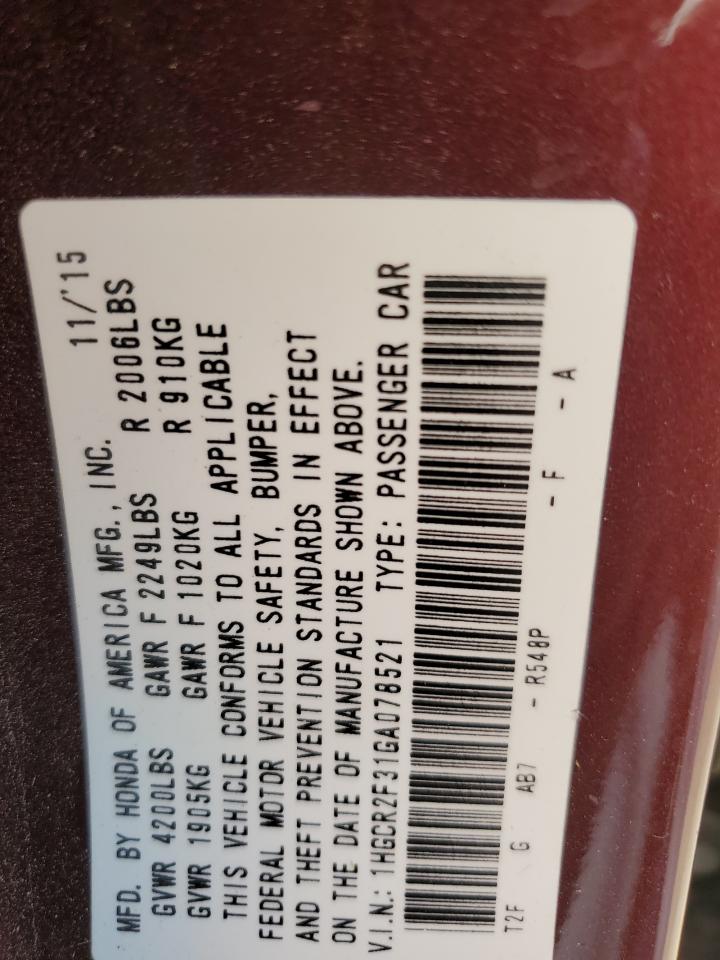 MFD. BY HONDA OF AMERICA MFG., INC. 11/'15
GVWR 4200LBS GAWR F 2249LBS R 2006LBS
GVWR 1905KG GAWR F 1020KG R 910KG
THIS VEHICLE CONFORMS TO ALL APPLICABLE
FEDERAL MOTOR VEHICLE SAFETY, BUMPER,
AND THEFT PREVENTION STANDARDS IN EFFECT
ON THE DATE OF MANUFACTURE SHOWN ABOVE.
V.I.N.: 1HGCR2F31GA078521 TYPE: PASSENGER CAR
T2F G AB7 - R548P - F - A